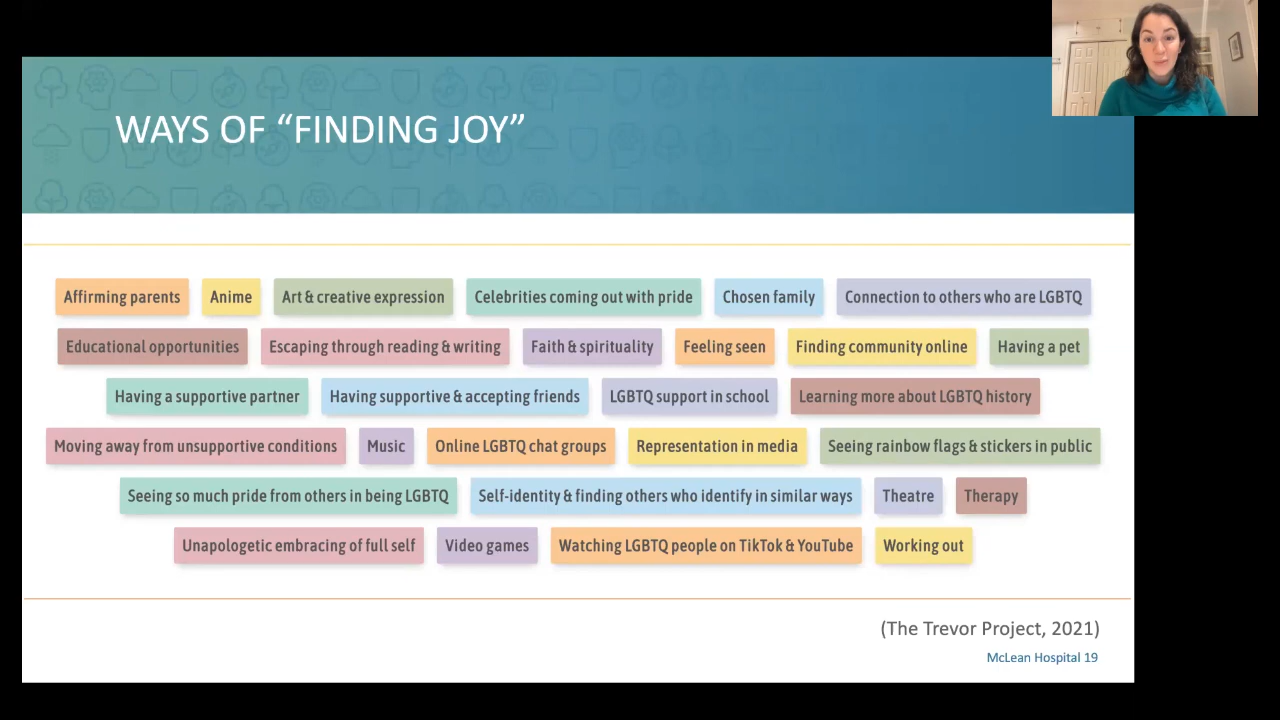 WAYS OF “FINDING JOY”
Affirming parents Anime Art & creative expression Celebrities coming out with pride Chosen family Connection to others who are LGBTQ
Educational opportunities Escaping through reading & writing Faith & spirituality Feeling seen Finding community online Having a pet
Having a supportive partner Having supportive & accepting friends LGBTQ support in school Learning more about LGBTQ history
Moving away from unsupportive conditions Music Online LGBTQ chat groups Representation in media Seeing rainbow flags & stickers in public
Seeing so much pride from others in being LGBTQ Self-identity & finding others who identify in similar ways Theatre Therapy
Unapologetic embracing of full self Video games Watching LGBTQ people on TikTok & YouTube Working out
(The Trevor Project, 2021)
McLean Hospital 19